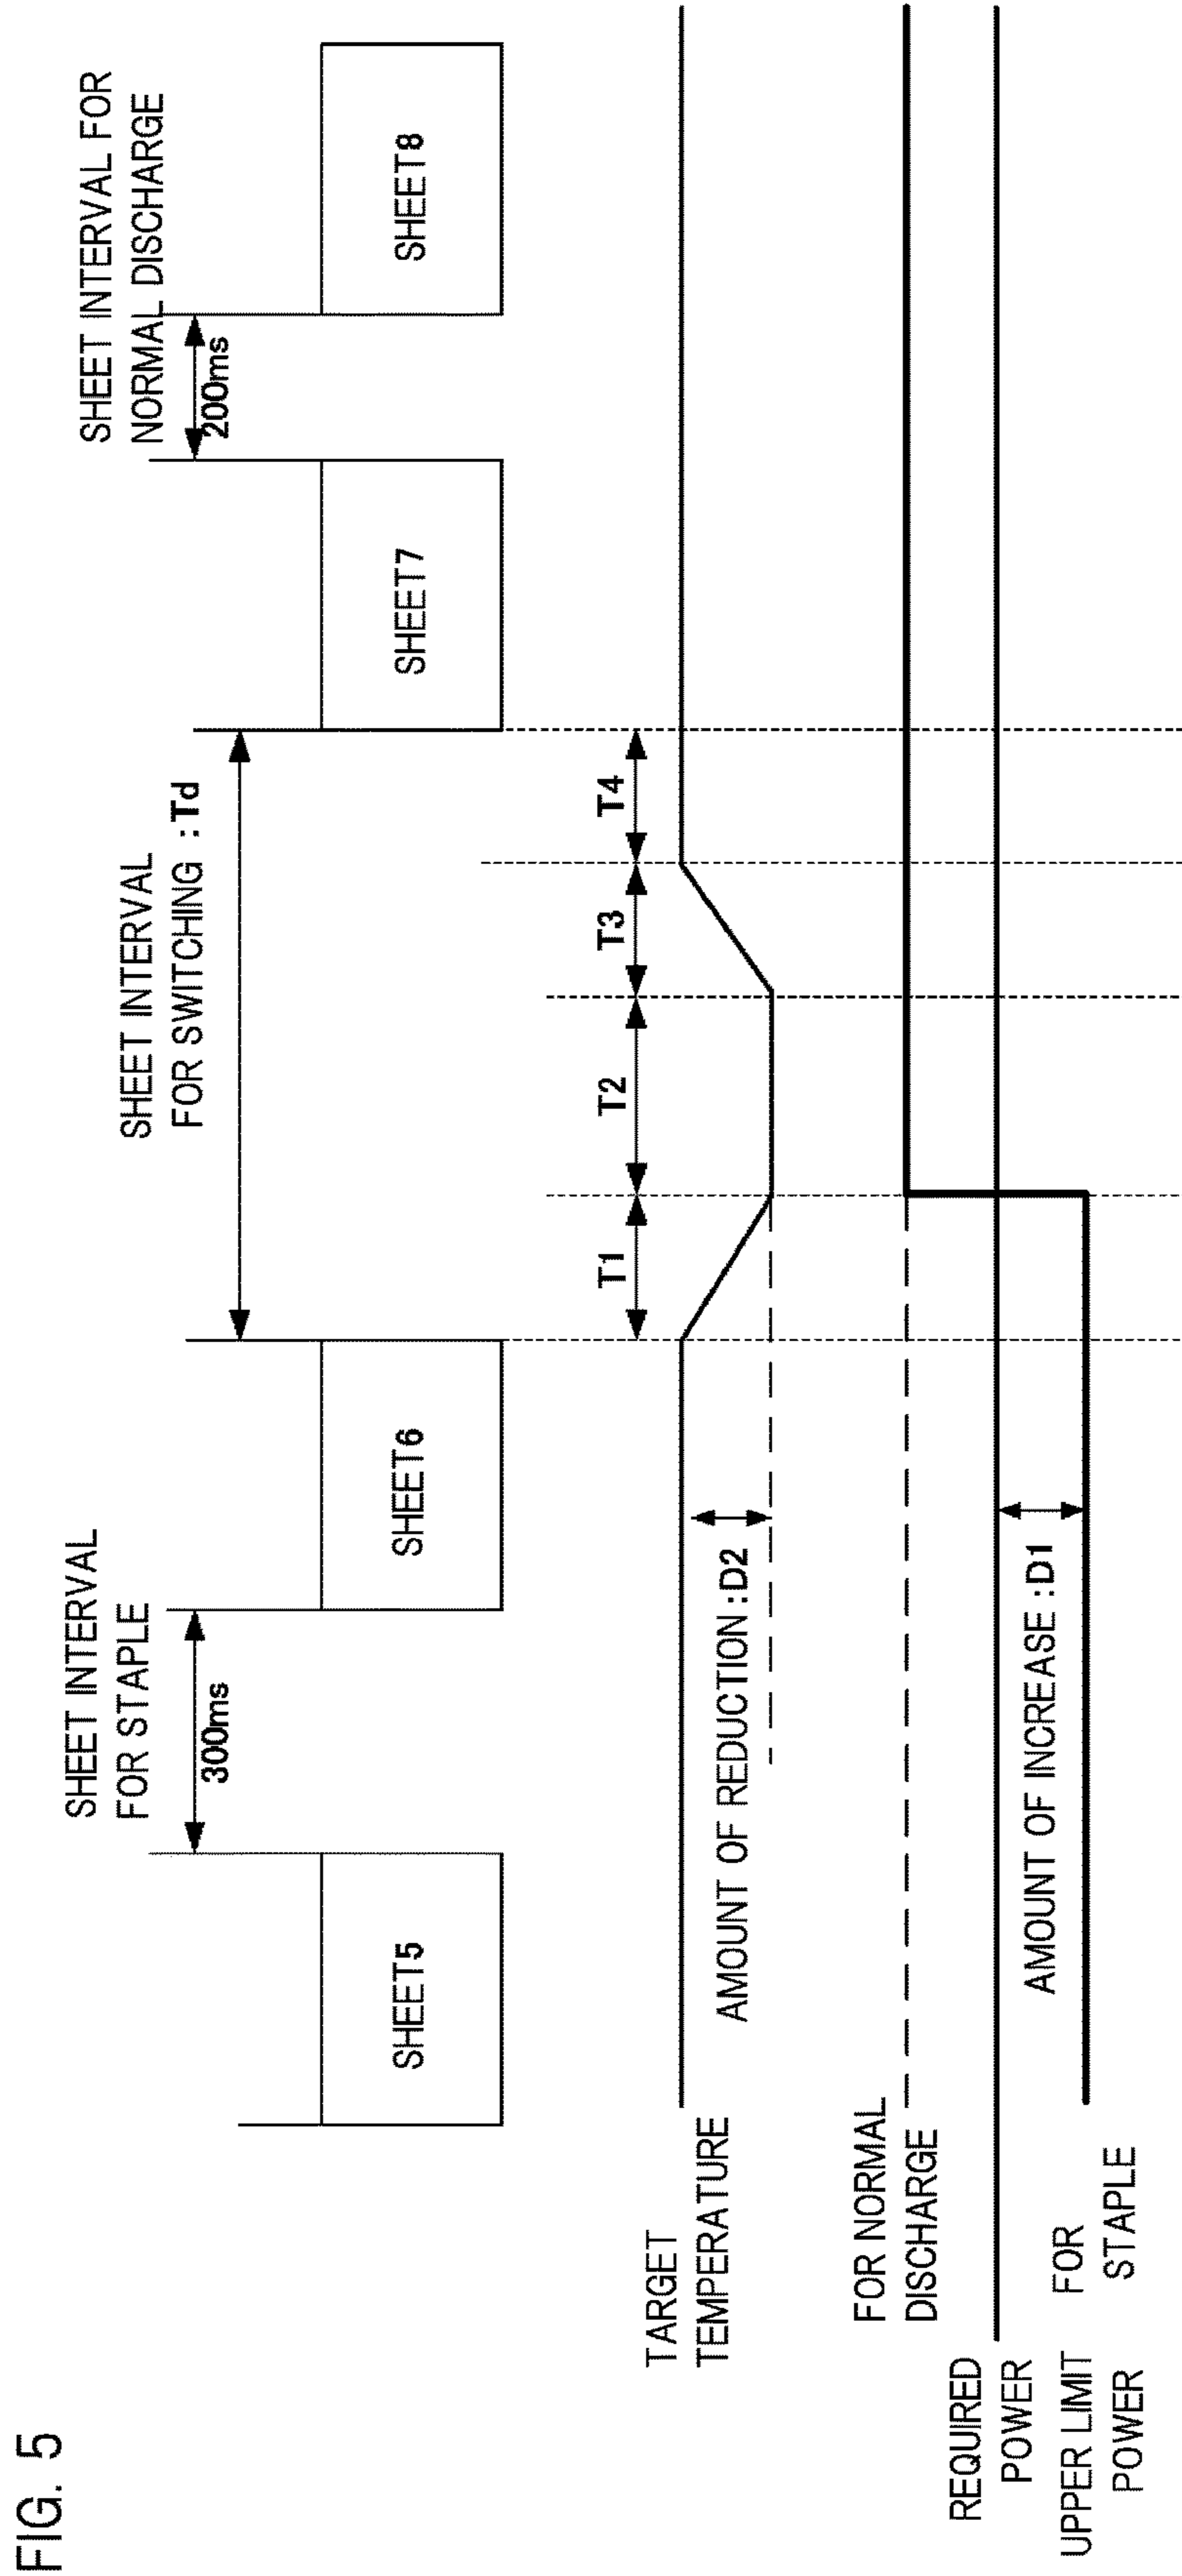 FIG. 5
SHEET INTERVAL
FOR STAPLE
300ms
SHEET INTERVAL
FOR SWITCHING : Td
SHEET INTERVAL FOR
NORMAL DISCHARGE
200ms
SHEET5
SHEET6
SHEET7
SHEET8
T1
T2
T3
T4
TARGET
TEMPERATURE
AMOUNT OF REDUCTION : D2
FOR NORMAL
DISCHARGE
REQUIRED
POWER
AMOUNT OF INCREASE : D1
UPPER LIMIT
POWER
FOR
STAPLE